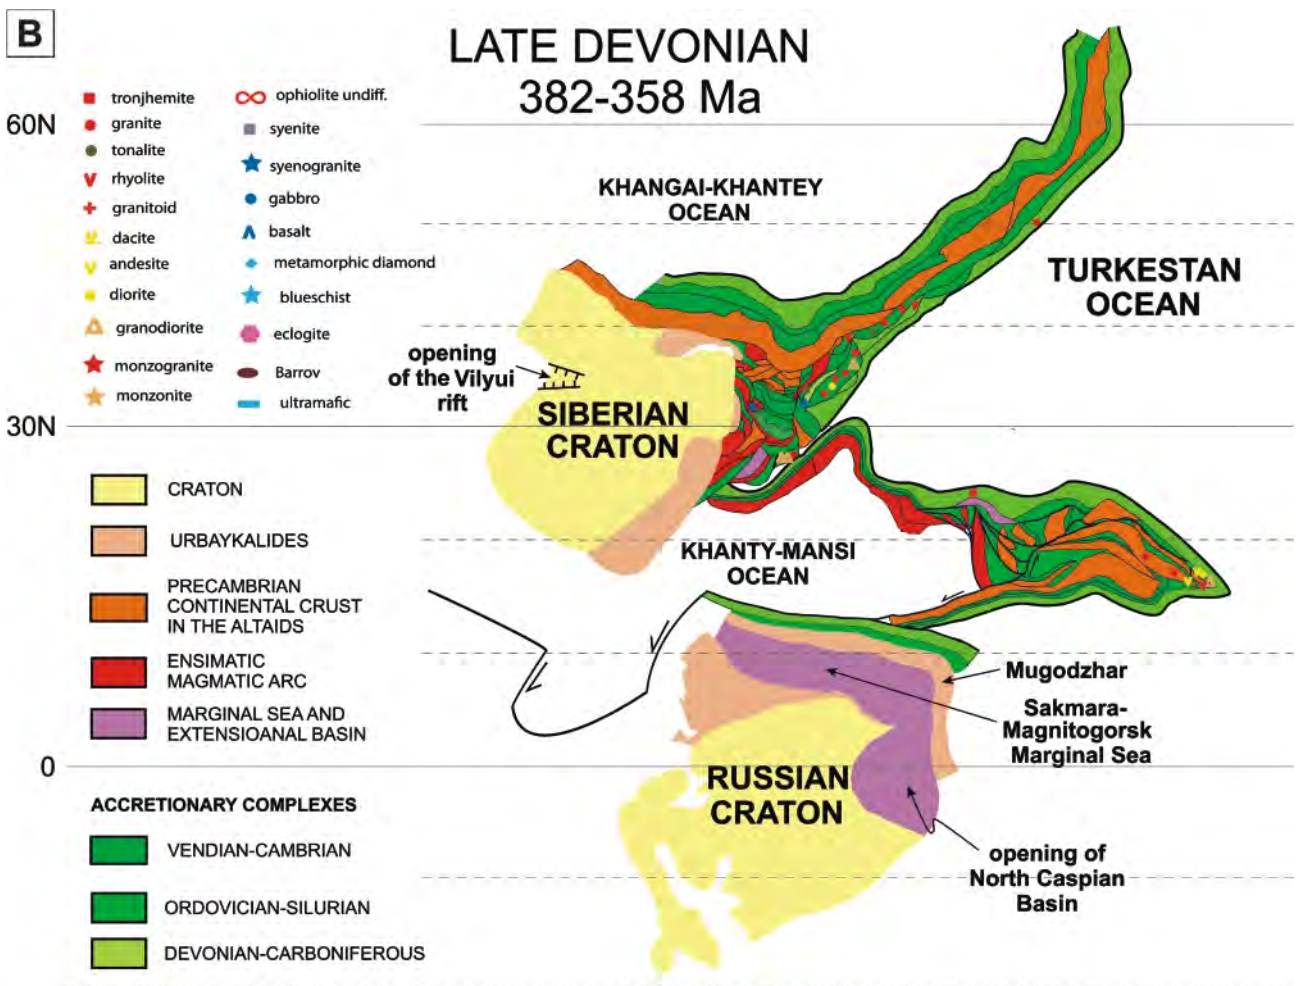 B
LATE DEVONIAN
382-358 Ma
tronjhemite
granite
tonalite
rhyolite
granitoid
dacite
andesite
diorite
granodiorite
monzogranite
monzonite
ophiolite undiff.
syenite
syenogranite
gabbro
basalt
metamorphic diamond
blueschist
eclogite
Barrov
ultramafic
60N
30N
0
KHANGAI-KHANTEY
OCEAN
TURKESTAN
OCEAN
opening
of the Vilyui
rift
SIBERIAN
CRATON
KHANTY-MANSI
OCEAN
Mugodzhar
Sakmara-
Magnitogorsk
Marginal Sea
RUSSIAN
CRATON
opening of
North Caspian
Basin
CRATON
URBAYKALIDES
PRECAMBRIAN
CONTINENTAL CRUST
IN THE ALTAIDS
ENSIMATIC
MAGMATIC ARC
MARGINAL SEA AND
EXTENSIOANAL BASIN
ACCRETIONARY COMPLEXES
VENDIAN-CAMBRIAN
ORDOVICIAN-SILURIAN
DEVONIAN-CARBONIFEROUS